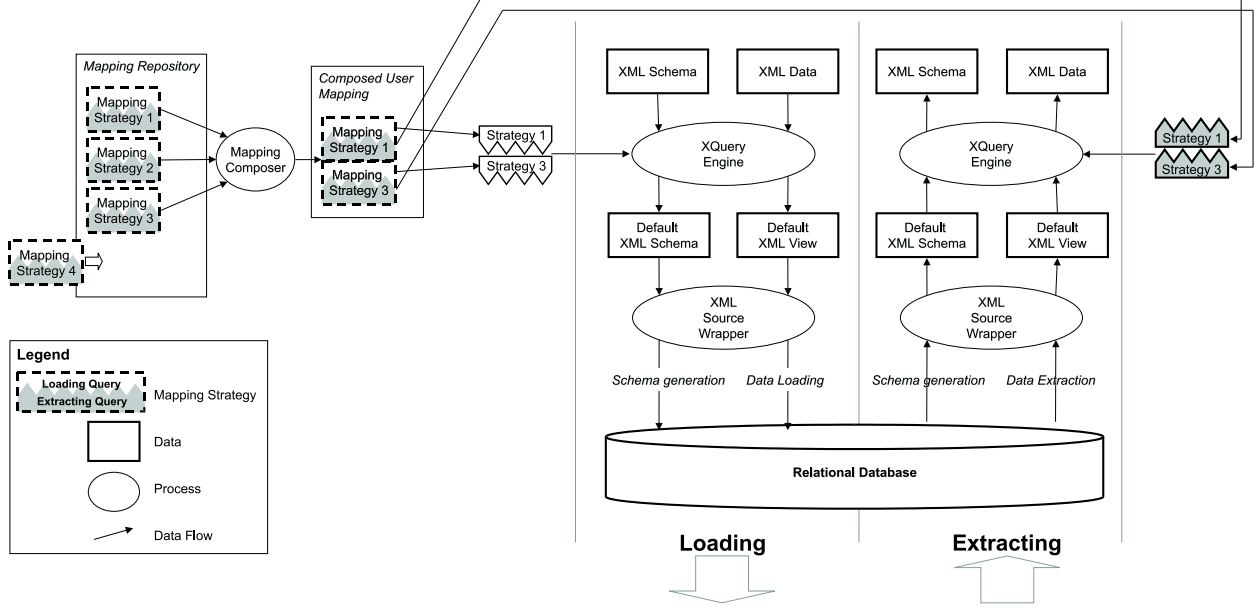 Mapping Repository
Mapping
Strategy 1
Mapping
Strategy 2
Mapping
Strategy 3
Mapping
Strategy 4
Mapping
Composer
Composed User
Mapping
Mapping
Strategy 1
Mapping
Strategy 3
Strategy 1
Strategy 3
XML Schema
XML Data
XQuery
Engine
Default
XML Schema
Default
XML View
XML
Source
Wrapper
Schema generation
Data Loading
XML Schema
XML Data
XQuery
Engine
Default
XML Schema
Default
XML View
XML
Source
Wrapper
Schema generation
Data Extraction
Strategy 1
Strategy 3
Relational Database
Loading
Extracting
Legend
Loading Query
Extracting Query
Mapping Strategy
Data
Process
Data Flow